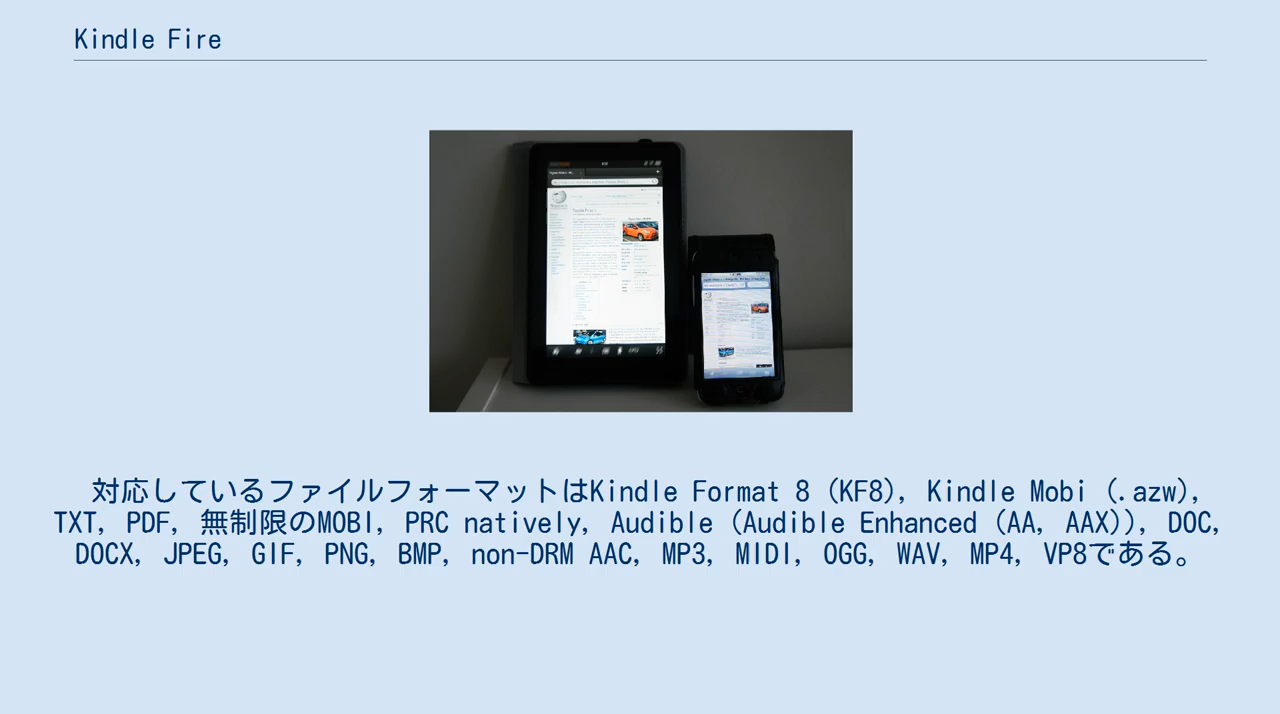 Kindle Fire
対応しているファイルフォーマットはKindle Format 8 (KF8), Kindle Mobi (.azw),
TXT, PDF, 無制限のMOBI, PRC natively, Audible (Audible Enhanced (AA, AAX)), DOC,
DOCX, JPEG, GIF, PNG, BMP, non-DRM AAC, MP3, MIDI, OGG, WAV, MP4, VP8である。